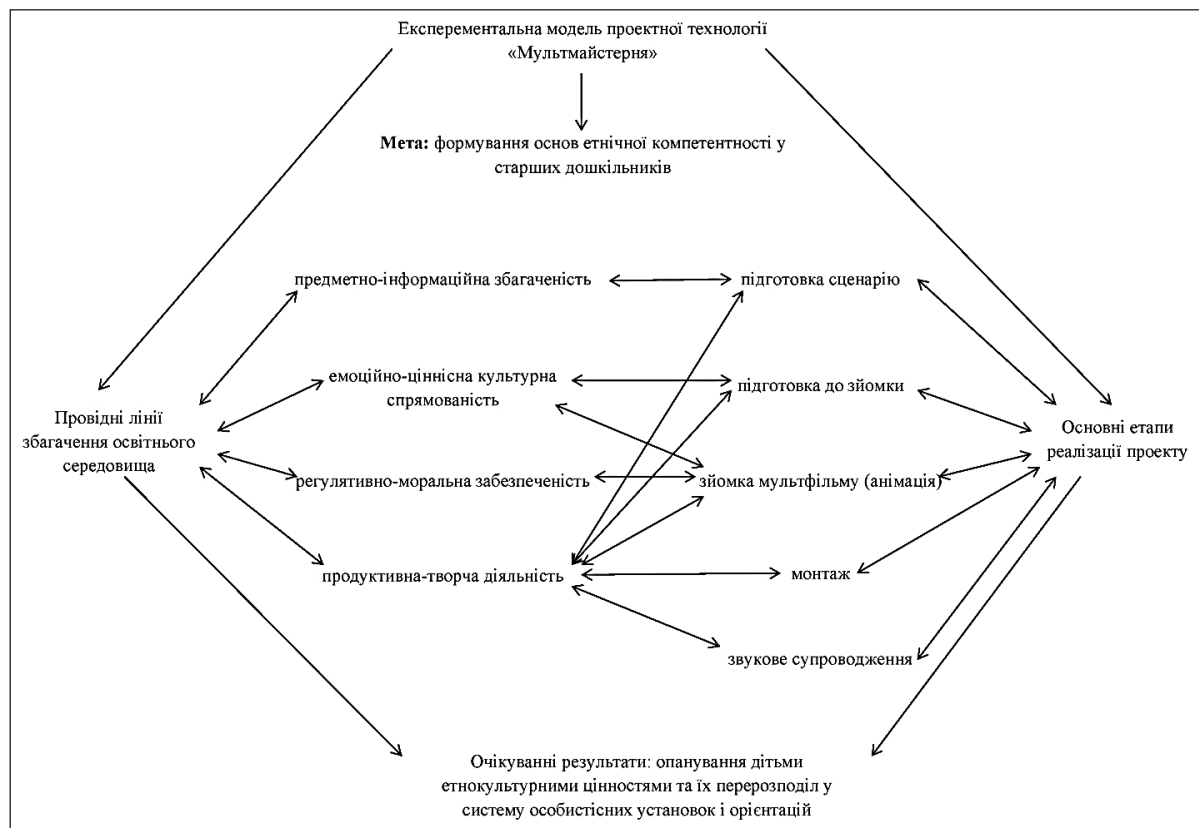 Експерементальна модель проектної технології
«Мультмайстерня»
Мета: формування основ етнічної компетентності у
старших дошкільників
предметно-інформаційна збагаченість
підготовка сценарію
емоційно-ціннісна культурна
спрямованість
підготовка до зйомки
Провідні лінії
збагачення освітнього
середовища
Основні етапи
реалізації проекту
регулятивно-моральна забезпеченість
зйомка мультфільму (анімація)
продуктивна-творча діяльність
монтаж
звукове супроводження
Очікуванні результати: опанування дітьми
етнокультурними цінностями та їх перерозподіл у
систему особистісних установок і орієнтацій